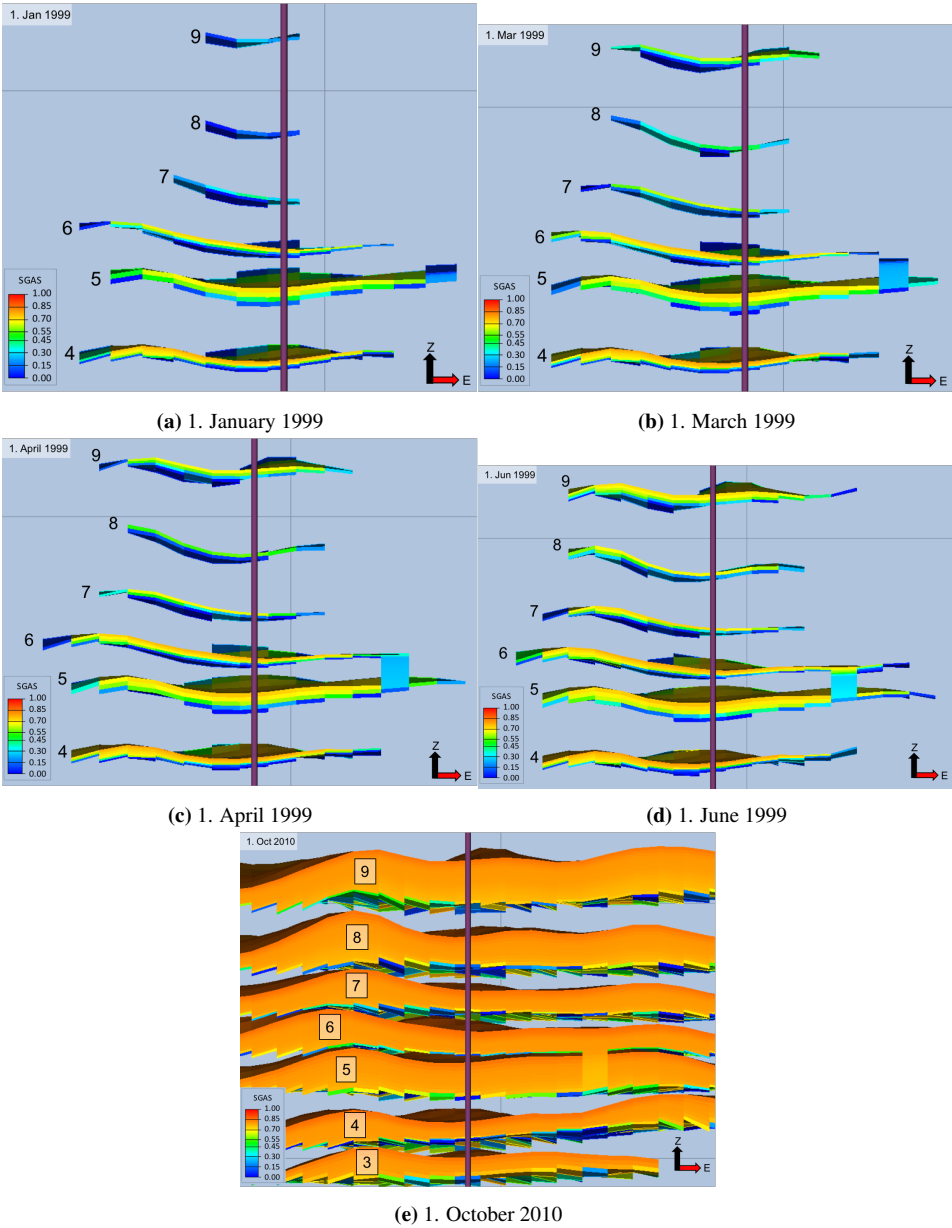 1. Jan 1999
9
8
7
6
5
4
SGAS
1.00
0.85
0.70
0.55
0.45
0.30
0.15
0.00
Z
E
(a) 1. January 1999
1. Mar 1999
9
8
7
6
5
4
SGAS
1.00
0.85
0.70
0.55
0.45
0.30
0.15
0.00
Z
E
(b) 1. March 1999
1. April 1999
9
8
7
6
5
4
SGAS
1.00
0.85
0.70
0.55
0.45
0.30
0.15
0.00
Z
E
(c) 1. April 1999
1. Jun 1999
9
8
7
6
5
4
SGAS
1.00
0.85
0.70
0.55
0.45
0.30
0.15
0.00
Z
E
(d) 1. June 1999
1. Oct 2010
9
8
7
6
5
4
3
SGAS
1.00
0.85
0.70
0.55
0.45
0.30
0.15
0.00
Z
E
(e) 1. October 2010